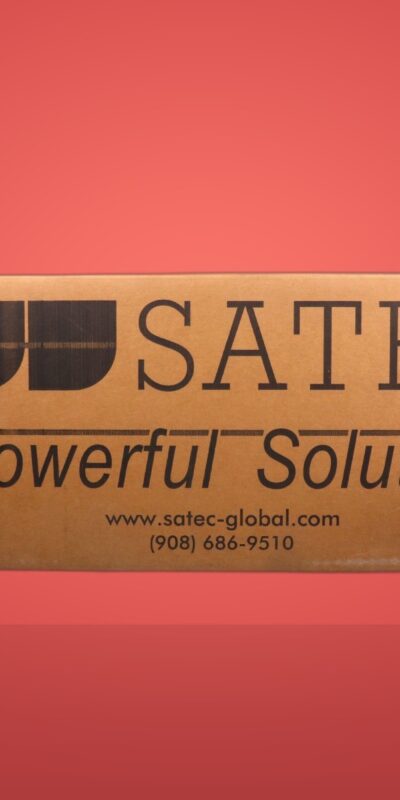 SATE
owerful Solu
www.satec-global.com
(908) 686-9510